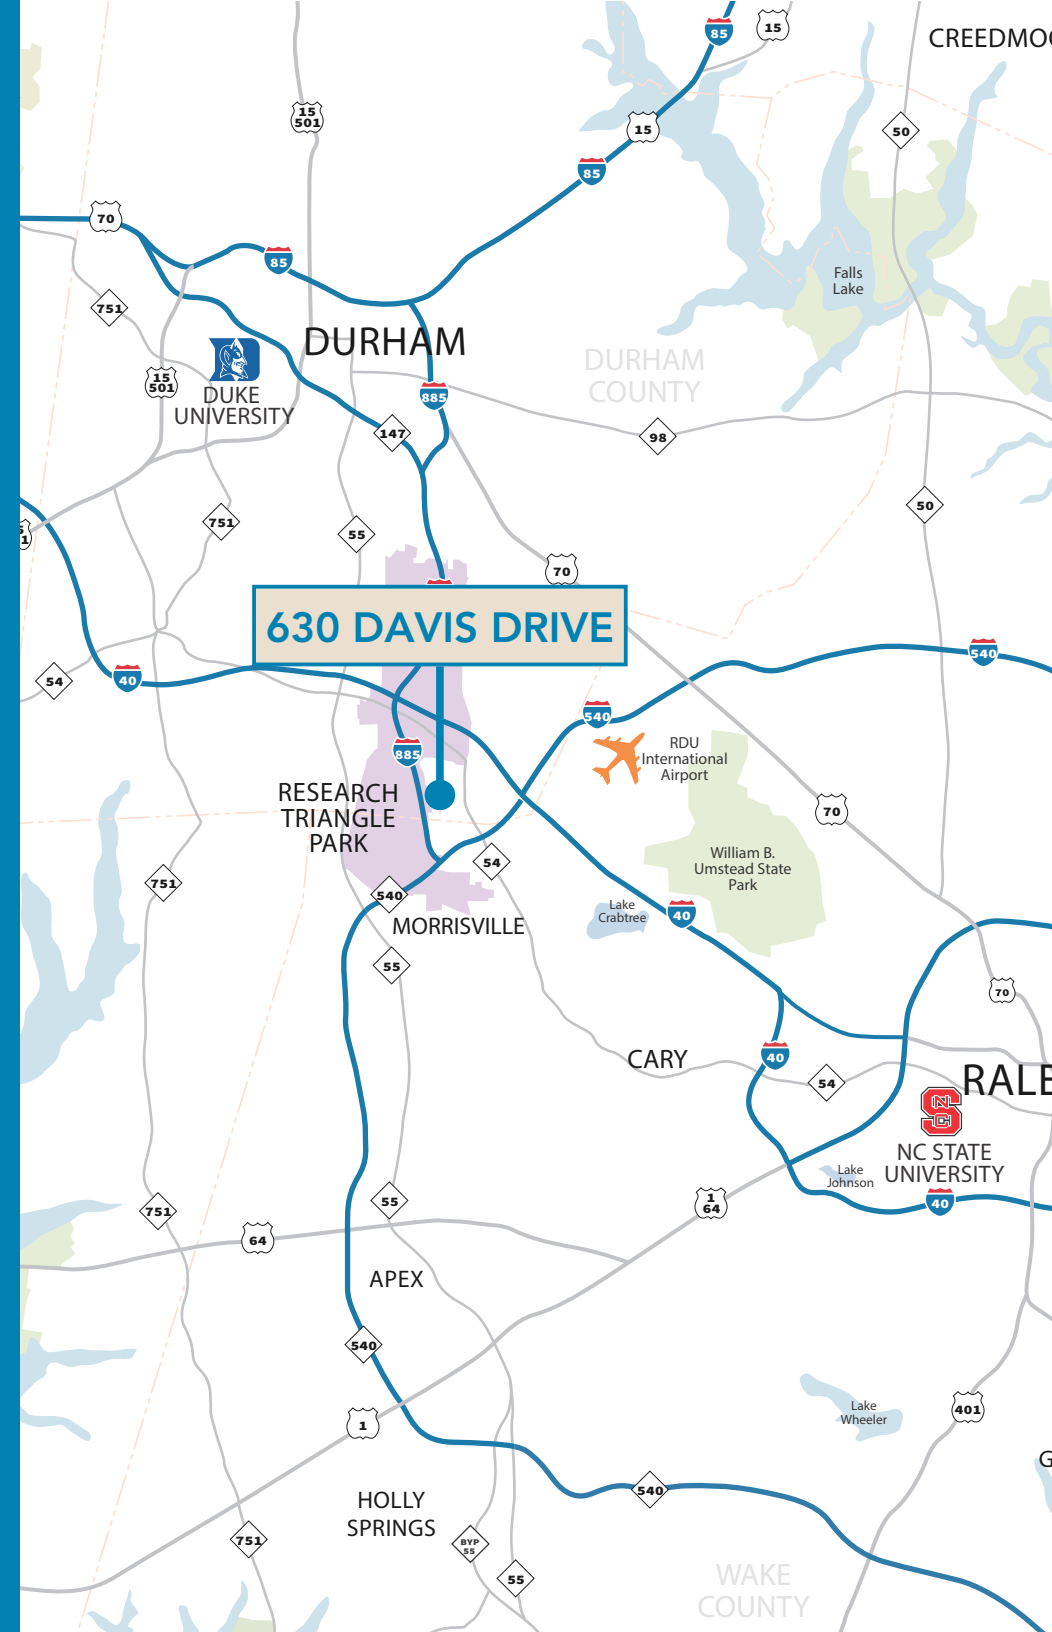 85
15
CREEDMO
15
501
15
50
85
70
85
Falls
Lake
751
DURHAM
DURHAM
COUNTY
15
501
885
DUKE
UNIVERSITY
147
98
50
751
55
1
70
630 DAVIS DRIVE
54
40
540
540
885
RDU
International
Airport
RESEARCH
TRIANGLE
PARK
70
751
54
William B.
Umstead State
Park
540
Lake
Crabtree
40
MORRISVILLE
55
70
CARY
40
54
RALE
NC STATE
UNIVERSITY
Lake
Johnson
751
55
1
64
40
64
APEX
540
1
Lake
Wheeler
401
G
540
HOLLY
SPRINGS
751
BYP
55
55
WAKE
COUNTY